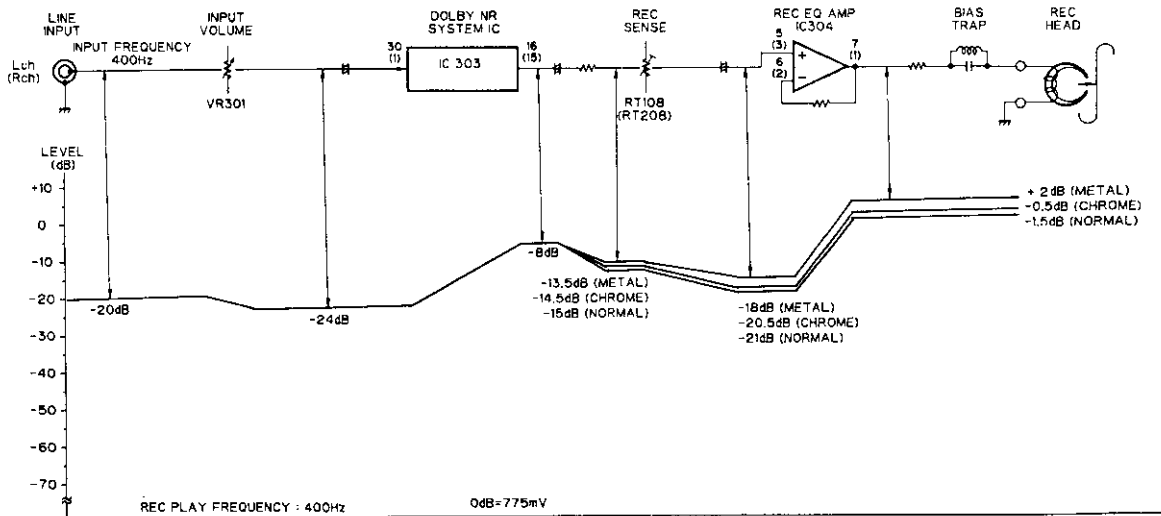 LINE INPUT
INPUT VOLUME
DOLBY NR SYSTEM IC
REC SENSE
REC EQ AMP IC304
BIAS TRAP
REC HEAD
INPUT FREQUENCY 400Hz
Lch (Rch)
VR301
30 (1)
IC 303
16 (15)
RT108 (RT208)
5 (3)
+
6 (2)
−
7 (1)
LEVEL (dB)
+10
0
-10
-20
-30
-40
-50
-60
-70
-20dB
-24dB
-8dB
-13.5dB (METAL)
-14.5dB (CHROME)
-15dB (NORMAL)
-18dB (METAL)
-20.5dB (CHROME)
-21dB (NORMAL)
+ 2dB (METAL)
-0.5dB (CHROME)
-1.5dB (NORMAL)
REC PLAY FREQUENCY : 400Hz
0dB=775mV